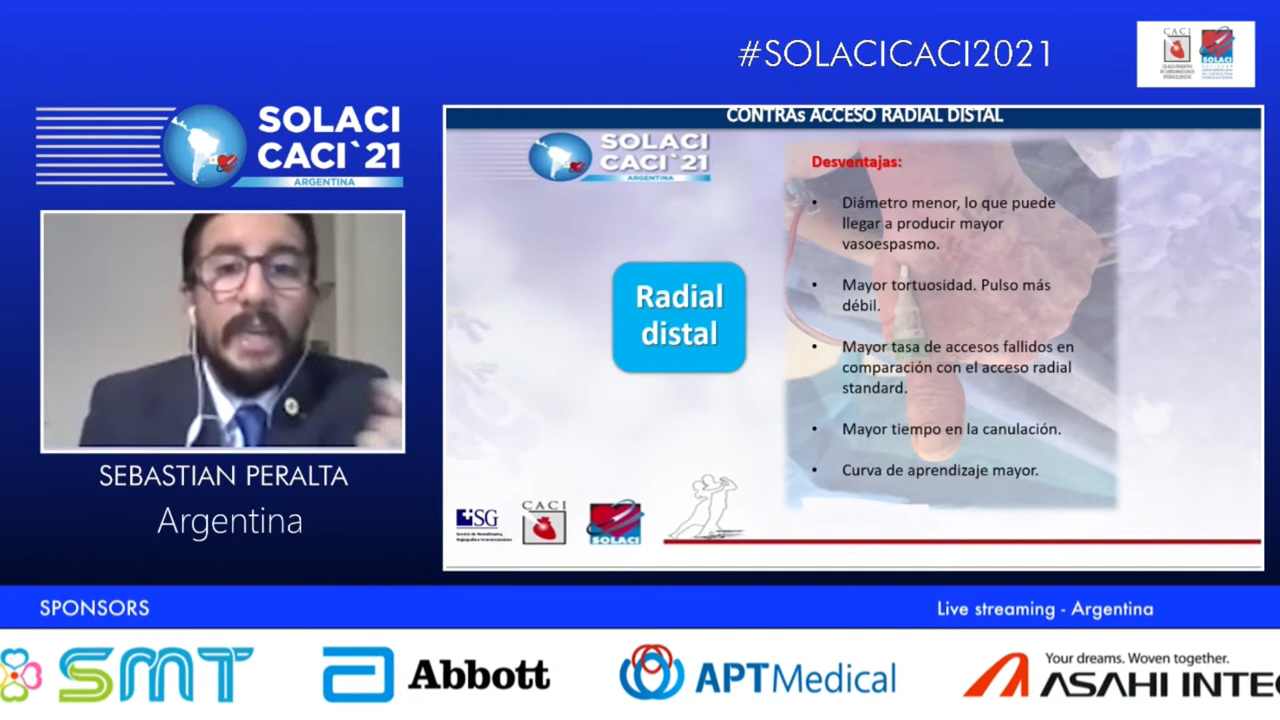 #SOLACICACI2021
CACI
SOLACI
SOLACI
CACI`21
ARGENTINA
SEBASTIAN PERALTA
Argentina
CONTRAs ACCESO RADIAL DISTAL
SOLACI
CACI`21
ARGENTINA
Radial
distal
Desventajas:
• Diámetro menor, lo que puede
llegar a producir mayor
vasoespasmo.
• Mayor tortuosidad. Pulso más
débil.
• Mayor tasa de accesos fallidos en
comparación con el acceso radial
standard.
• Mayor tiempo en la canulación.
• Curva de aprendizaje mayor.
SG
CACI
SOLACI
SPONSORS
Live streaming - Argentina
SMT
Abbott
APTMedical
Your dreams. Woven together.
ASAHI INTEC